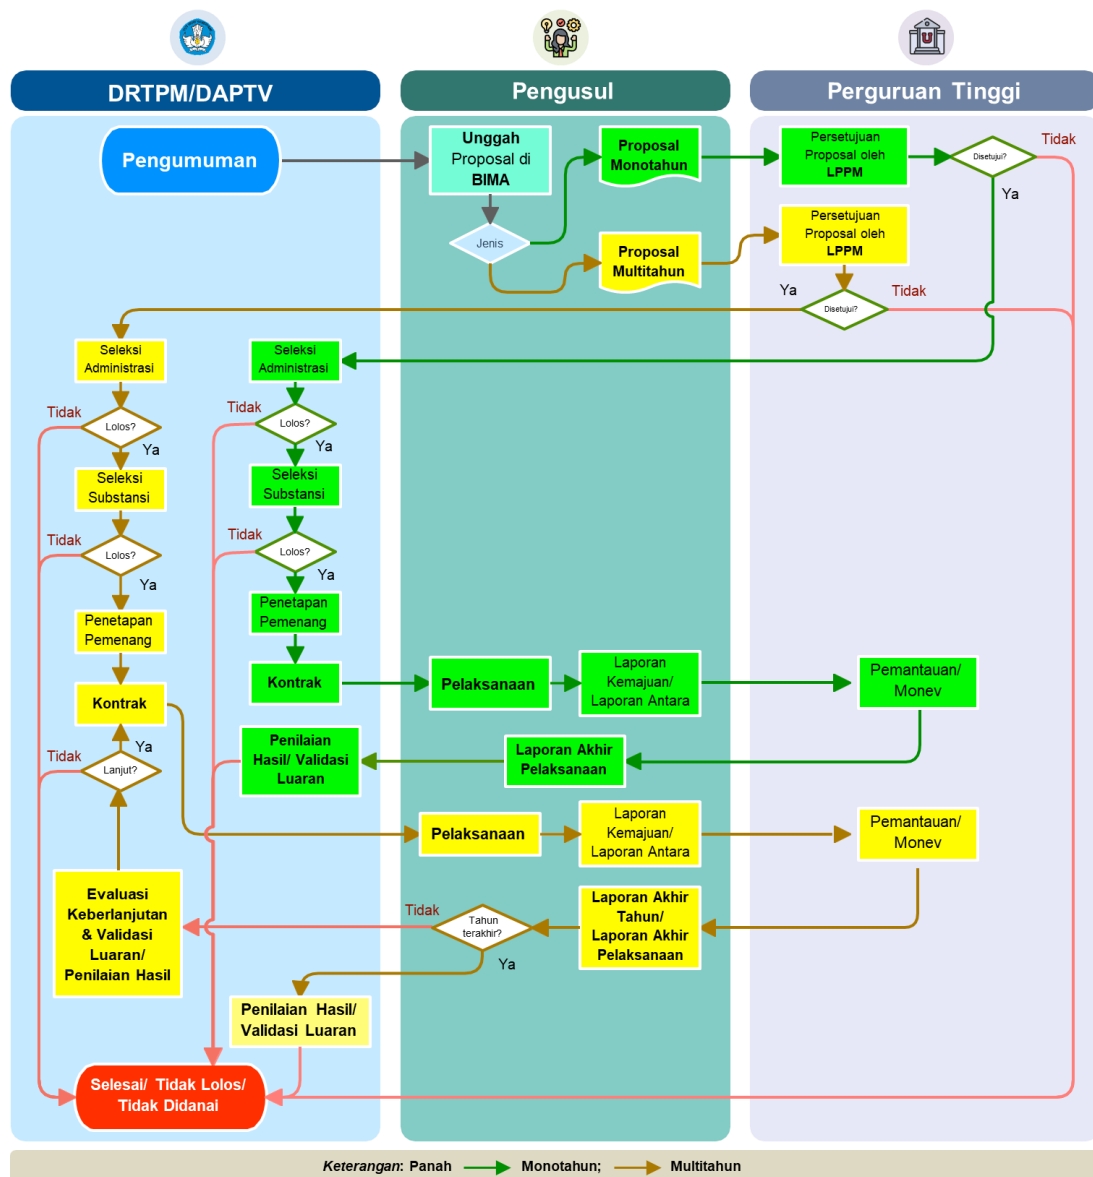 DRTPM/DAPTV
Pengusul
Perguruan Tinggi
U
Pengumuman
Unggah
Proposal di
BIMA
Proposal
Monotahun
Persetujuan
Proposal oleh
LPPM
Disetujui?
Tidak
Ya
Jenis
Proposal
Multitahun
Persetujuan
Proposal oleh
LPPM
Ya
Disetujui?
Tidak
Seleksi
Administrasi
Seleksi
Administrasi
Tidak
Lolos?
Ya
Tidak
Lolos?
Ya
Seleksi
Substansi
Seleksi
Substansi
Tidak
Lolos?
Ya
Tidak
Lolos?
Ya
Penetapan
Pemenang
Penetapan
Pemenang
Kontrak
Kontrak
Pelaksanaan
Laporan
Kemajuan/
Laporan Antara
Pemantauan/
Monev
Tidak
Ya
Lanjut?
Penilaian
Hasil/ Validasi
Luaran
Laporan Akhir
Pelaksanaan
Pelaksanaan
Laporan
Kemajuan/
Laporan Antara
Pemantauan/
Monev
Evaluasi
Keberlanjutan
& Validasi
Luaran/
Penilaian Hasil
Tidak
Tahun
terakhir?
Ya
Laporan Akhir
Tahun/
Laporan Akhir
Pelaksanaan
Penilaian Hasil/
Validasi Luaran
Selesai/ Tidak Lolos/
Tidak Didanai
Keterangan: Panah Monotahun; Multitahun